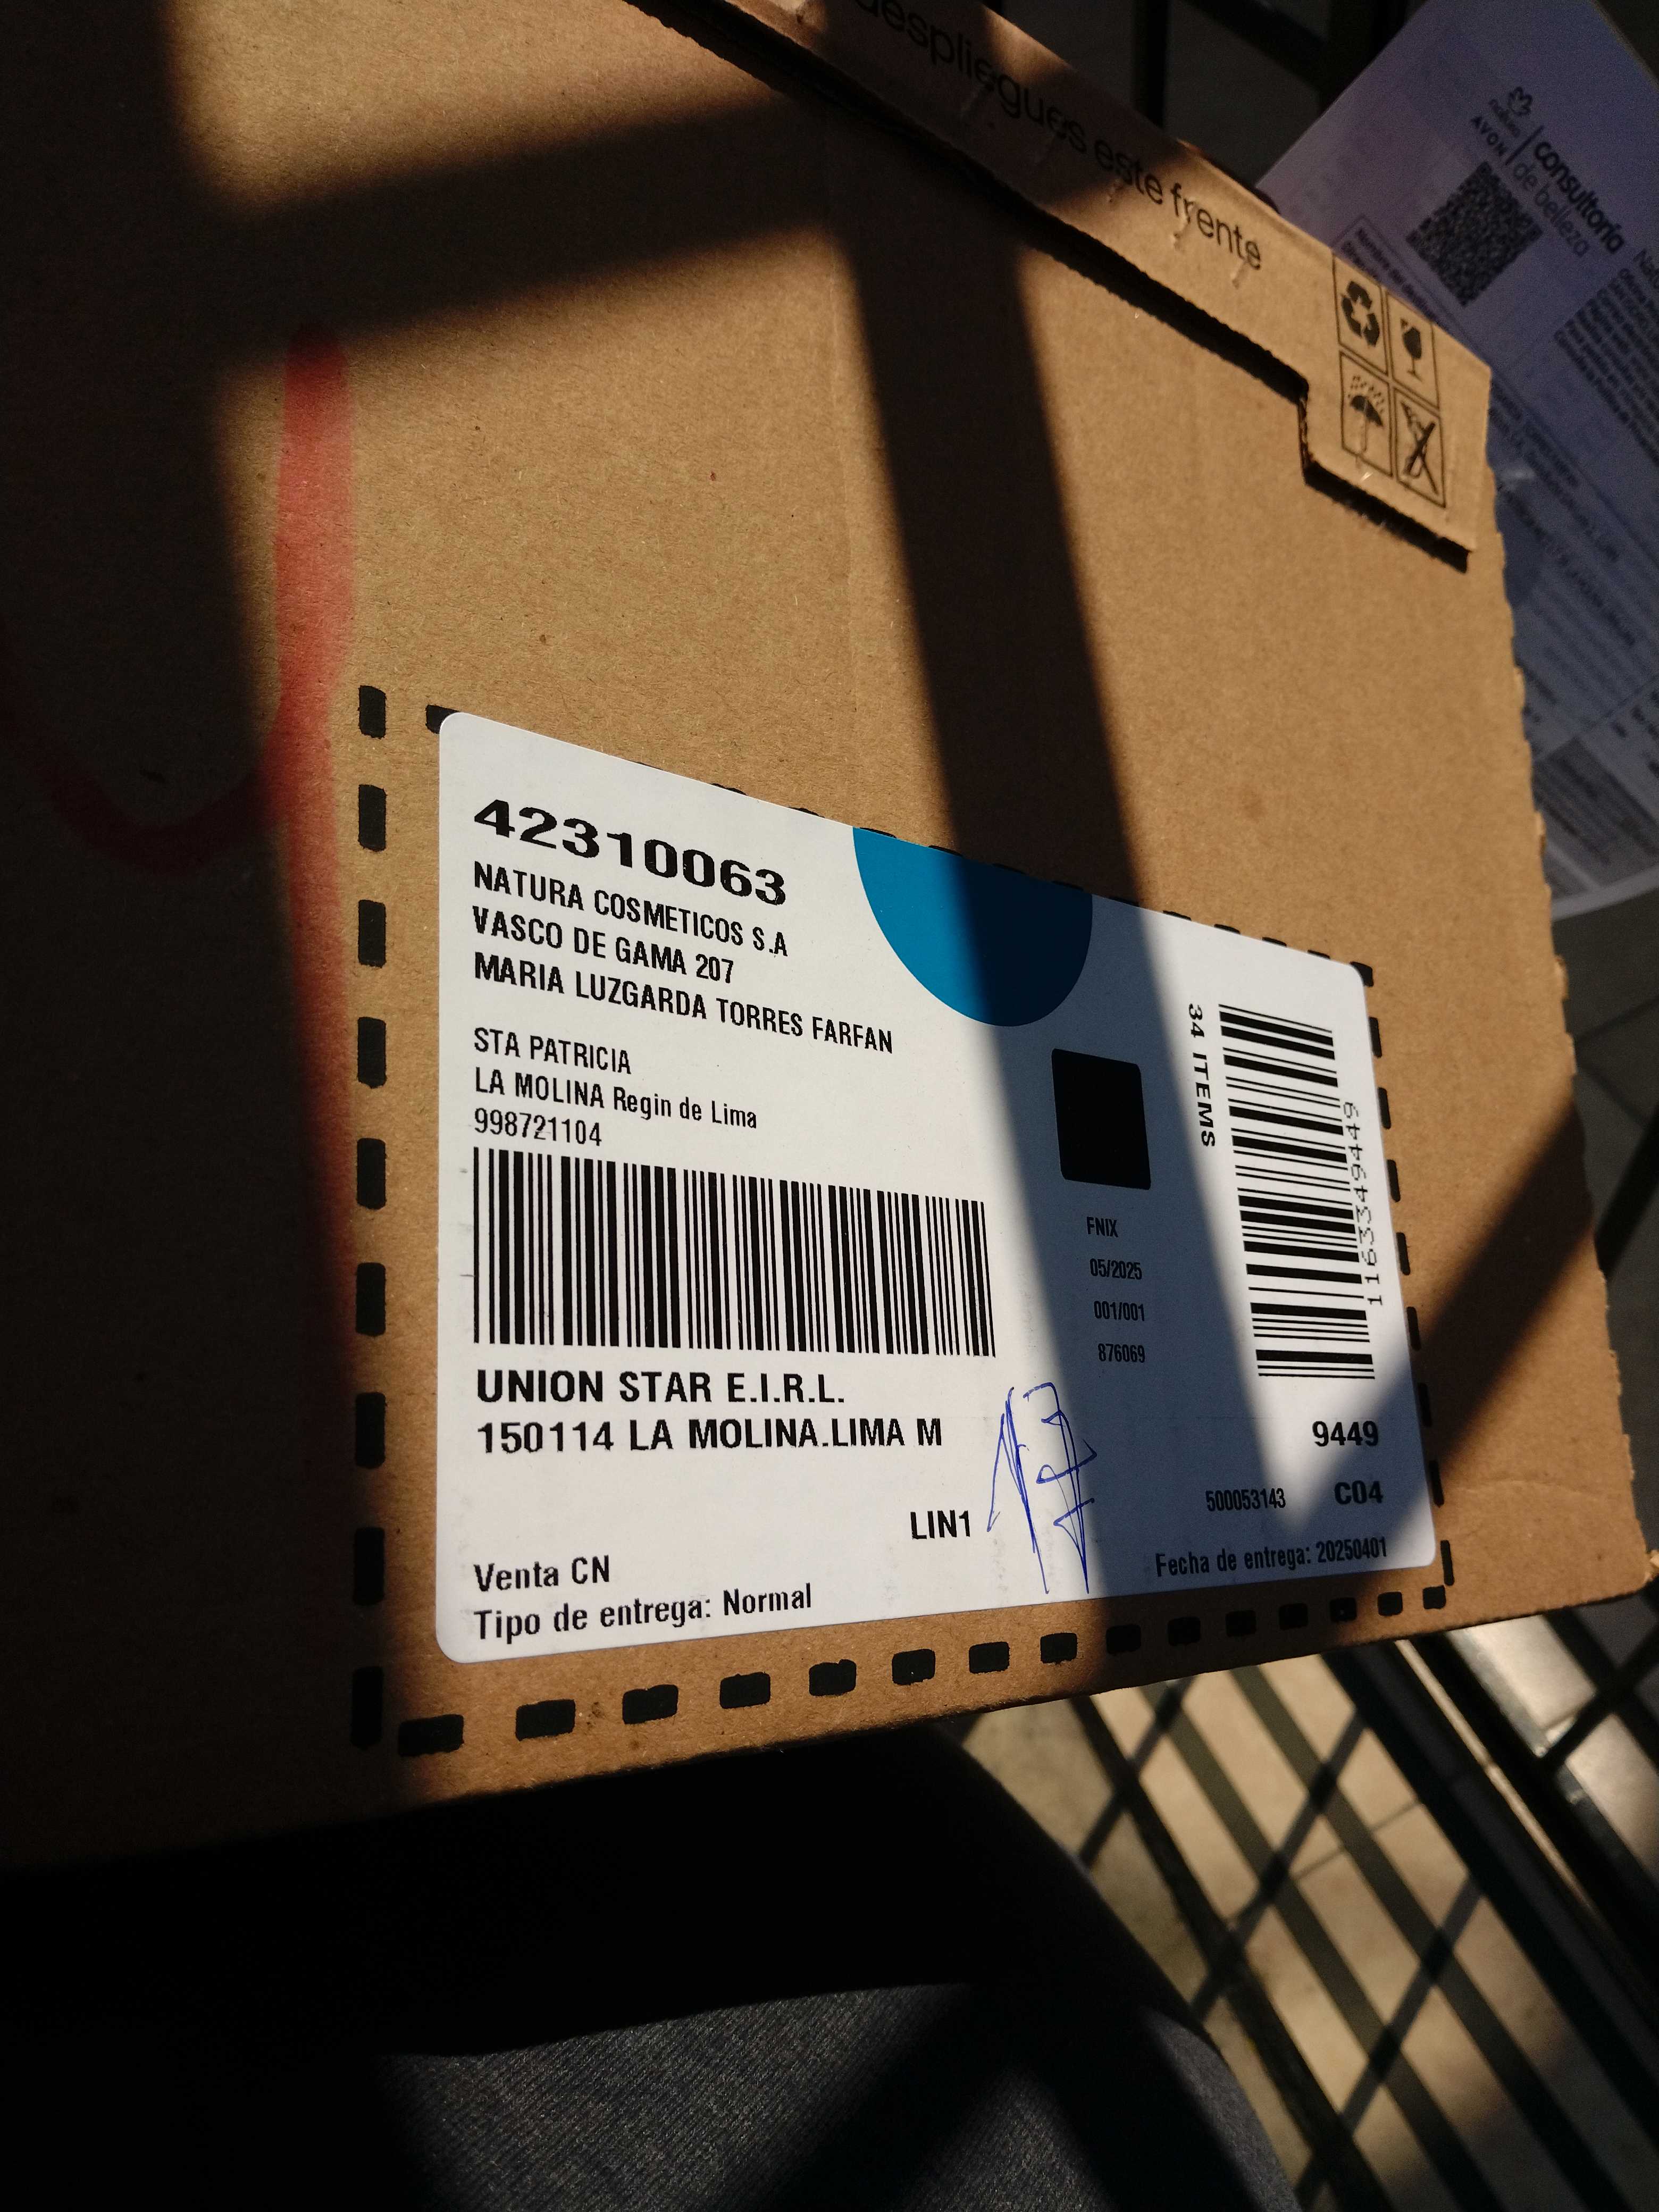 despliegues este frente
natura
AVON
consultoría
de belleza
42310063
NATURA COSMETICOS S.A
VASCO DE GAMA 207
MARIA LUZGARDA TORRES FARFAN
STA PATRICIA
LA MOLINA Regin de Lima
998721104
34 ITEMS
1633499449
FNIX
05/2025
001/001
876069
UNION STAR E.I.R.L.
150114 LA MOLINA.LIMA M
9449
500053143 C04
LIN1
Fecha de entrega: 20250401
Venta CN
Tipo de entrega: Normal